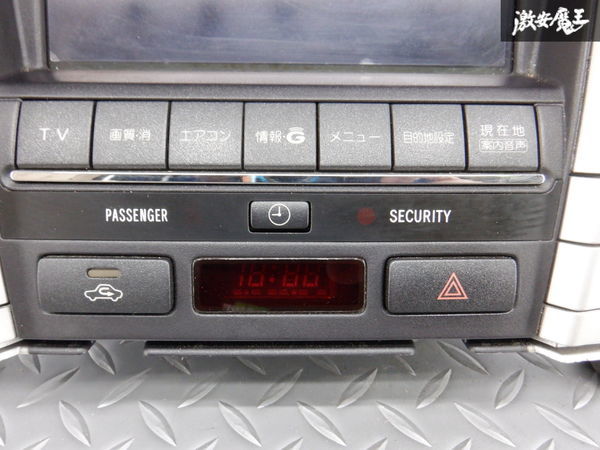 激安魔王
TV 画質・消 エアコン 情報・G メニュー 目的地設定 現在地
案内音声
PASSENGER SECURITY